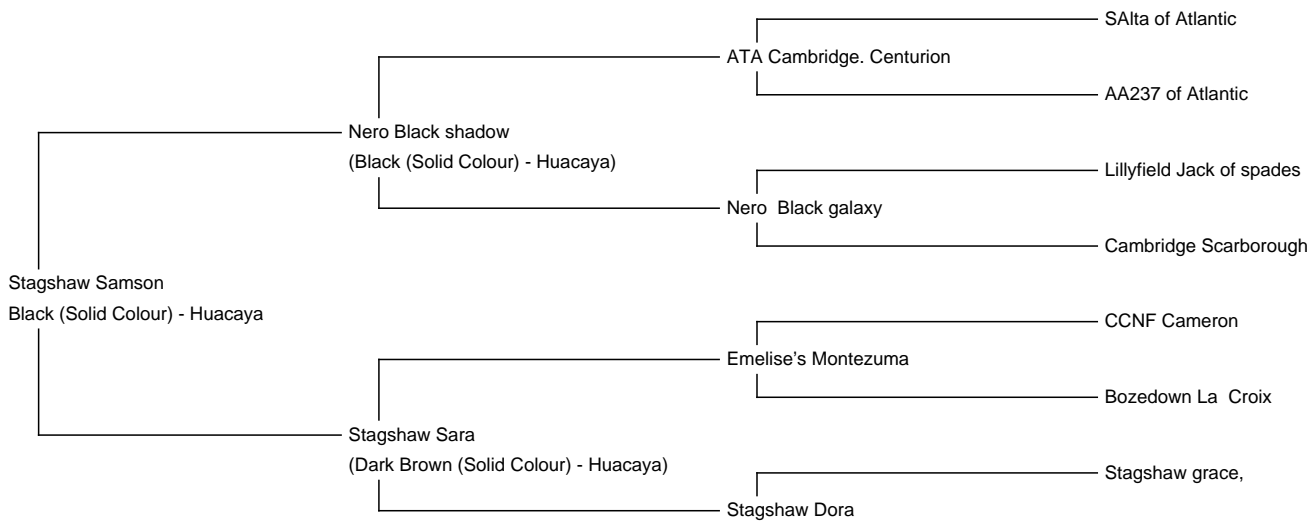 SAlta of Atlantic
ATA Cambridge. Centurion
AA237 of Atlantic
Nero Black shadow
(Black (Solid Colour) - Huacaya)
Lillyfield Jack of spades
Nero  Black galaxy
Cambridge Scarborough
Stagshaw Samson
Black (Solid Colour) - Huacaya
CCNF Cameron
Emelise's Montezuma
Bozedown La  Croix
Stagshaw Sara
(Dark Brown (Solid Colour) - Huacaya)
Stagshaw grace,
Stagshaw Dora